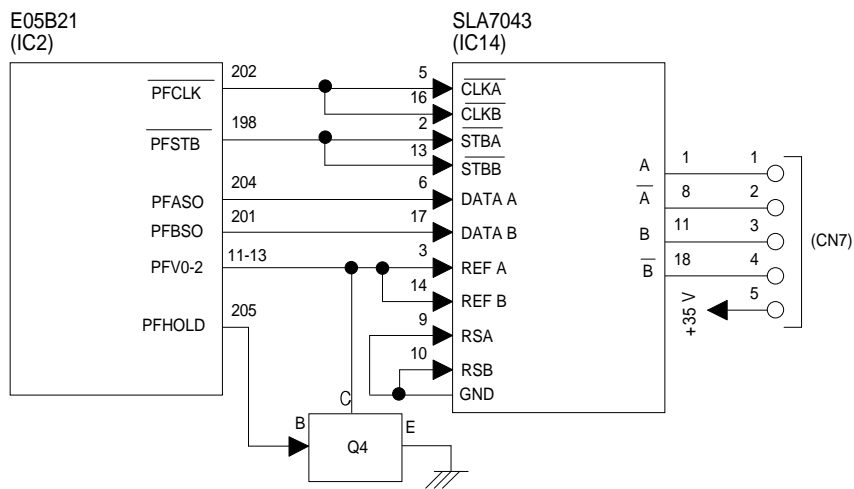 E05B21
(IC2)
SLA7043
(IC14)
PFCLK
202
5
CLKA
16
CLKB
PFSTB
198
2
STBA
13
STBB
PFASO
204
6
DATA A
PFBSO
201
17
DATA B
PFV0-2
11-13
3
REF A
14
REF B
PFHOLD
205
9
RSA
10
RSB
GND
A
1
1
A
8
2
B
11
3
B
18
4
5
+35 V
(CN7)
C
B
Q4
E